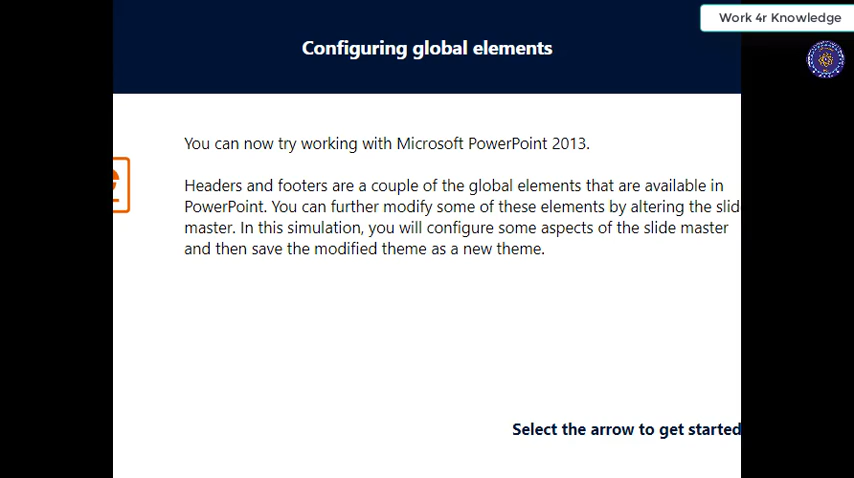 Work 4r Knowledge
Configuring global elements
You can now try working with Microsoft PowerPoint 2013.
Headers and footers are a couple of the global elements that are available in
PowerPoint. You can further modify some of these elements by altering the slid
master. In this simulation, you will configure some aspects of the slide master
and then save the modified theme as a new theme.
Select the arrow to get started